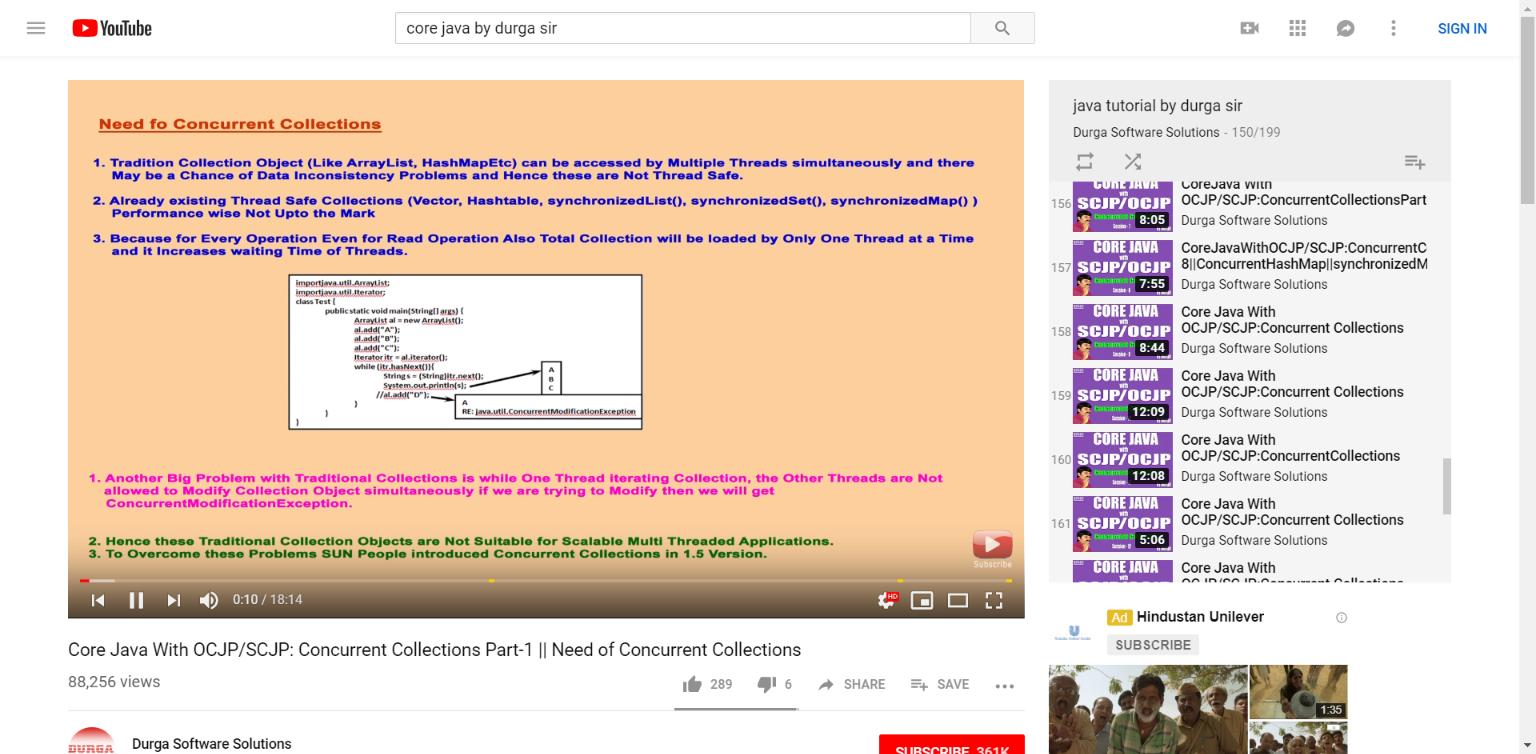 YouTube
core java by durga sir
SIGN IN
Need fo Concurrent Collections
1. Tradition Collection Object (Like ArrayList, HashMapEtc) can be accessed by Multiple Threads simultaneously and there
May be a Chance of Data Inconsistency Problems and Hence these are Not Thread Safe.
2. Already existing Thread Safe Collections (Vector, Hashtable, synchronizedList(), synchronizedSet(), synchronizedMap() )
Performance wise Not Upto the Mark
3. Because for Every Operation Even for Read Operation Also Total Collection will be loaded by Only One Thread at a Time
and it Increases waiting Time of Threads.
importjava.util.ArrayList;
importjava.util.Iterator;
class Test {
public static void main(String[] args) {
ArrayList al = new ArrayList();
al.add("A");
al.add("B");
al.add("C");
Iterator itr = al.iterator();
while (itr.hasNext()){
String s = (String)itr.next();
System.out.println(s);
//al.add("D");
}
}
}
A
B
C
A
RE: java.util.ConcurrentModificationException
1. Another Big Problem with Traditional Collections is while One Thread iterating Collection, the Other Threads are Not
allowed to Modify Collection Object simultaneously if we are trying to Modify then we will get
ConcurrentModificationException.
2. Hence these Traditional Collection Objects are Not Suitable for Scalable Multi Threaded Applications.
3. To Overcome these Problems SUN People introduced Concurrent Collections in 1.5 Version.
Subscribe
0:10 / 18:14
HD
Core Java With OCJP/SCJP: Concurrent Collections Part-1 || Need of Concurrent Collections
88,256 views
289
6
SHARE
SAVE
DURGA
Durga Software Solutions
SUBSCRIBE 361K
java tutorial by durga sir
Durga Software Solutions - 150/199
156
CORE JAVA
with
SCJP/OCJP
8:05
CoreJava With
OCJP/SCJP:ConcurrentCollectionsPart
Durga Software Solutions
157
CORE JAVA
with
SCJP/OCJP
7:55
CoreJavaWithOCJP/SCJP:ConcurrentC
8||ConcurrentHashMap||synchronizedM
Durga Software Solutions
158
CORE JAVA
with
SCJP/OCJP
8:44
Core Java With
OCJP/SCJP:Concurrent Collections
Durga Software Solutions
159
CORE JAVA
with
SCJP/OCJP
12:09
Core Java With
OCJP/SCJP:Concurrent Collections
Durga Software Solutions
160
CORE JAVA
with
SCJP/OCJP
12:08
Core Java With
OCJP/SCJP:ConcurrentCollections
Durga Software Solutions
161
CORE JAVA
with
SCJP/OCJP
5:06
Core Java With
OCJP/SCJP:Concurrent Collections
Durga Software Solutions
CORE JAVA
Core Java With
OCJP/SCJP:Concurrent Collections
Ad Hindustan Unilever
SUBSCRIBE
1:35